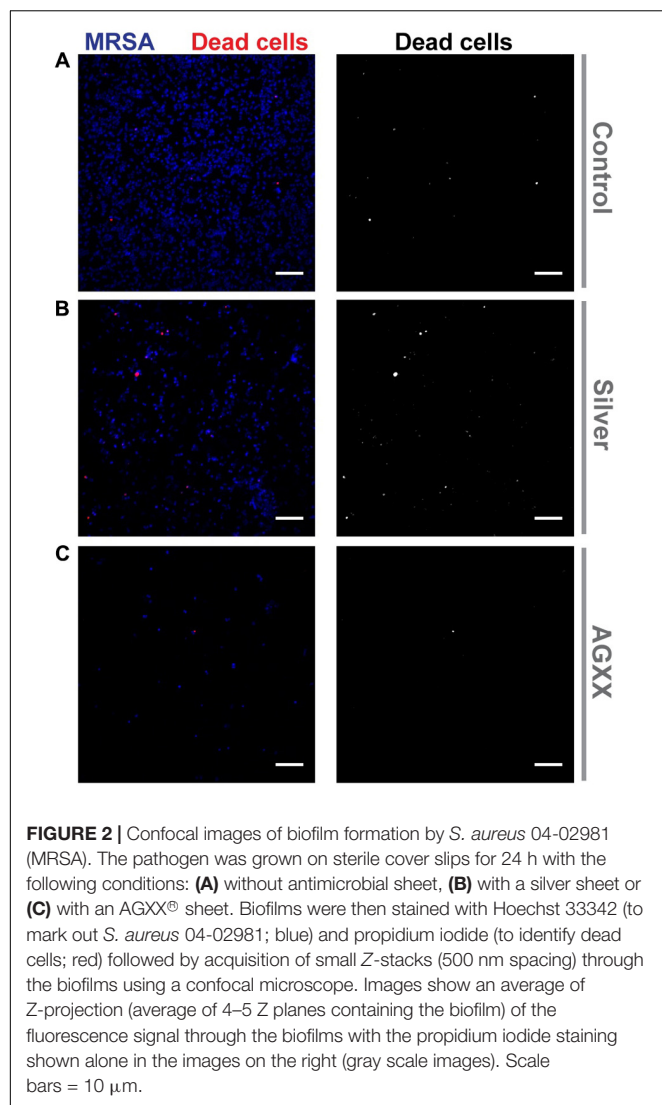 MRSA Dead cells Dead cells
A
Control
B
Silver
C
AGXX
FIGURE 2 | Confocal images of biofilm formation by S. aureus 04-02981
(MRSA). The pathogen was grown on sterile cover slips for 24 h with the
following conditions: (A) without antimicrobial sheet, (B) with a silver sheet or
(C) with an AGXX® sheet. Biofilms were then stained with Hoechst 33342 (to
mark out S. aureus 04-02981; blue) and propidium iodide (to identify dead
cells; red) followed by acquisition of small Z-stacks (500 nm spacing) through
the biofilms using a confocal microscope. Images show an average of
Z-projection (average of 4–5 Z planes containing the biofilm) of the
fluorescence signal through the biofilms with the propidium iodide staining
shown alone in the images on the right (gray scale images). Scale
bars = 10 μm.